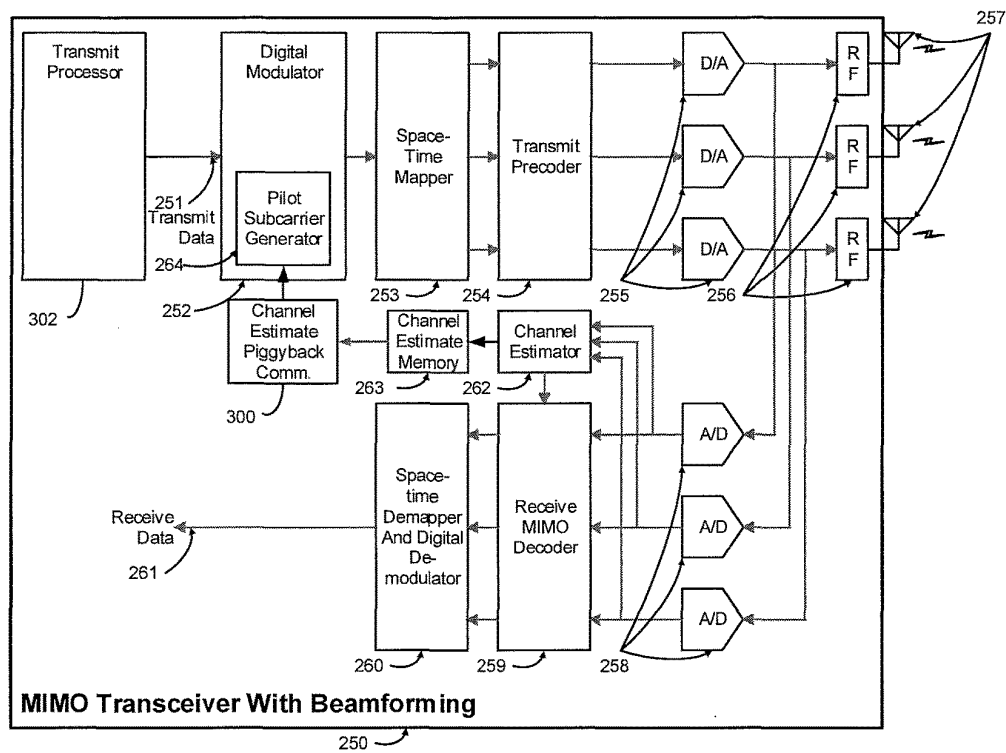 257
Transmit
Processor
Digital
Modulator
Space-
Time
Mapper
Transmit
Precoder
D/A
D/A
D/A
R
F
R
F
R
F
251
Transmit
Data
264
Pilot
Subcarrier
Generator
302
252
253
254
255
256
Channel
Estimate
Piggyback
Comm.
Channel
Estimate
Memory
Channel
Estimator
300
263
262
A/D
A/D
A/D
Space-
time
Demapper
And Digital
De-
modulator
Receive
MIMO
Decoder
Receive
Data
261
260
259
258
MIMO Transceiver With Beamforming
250